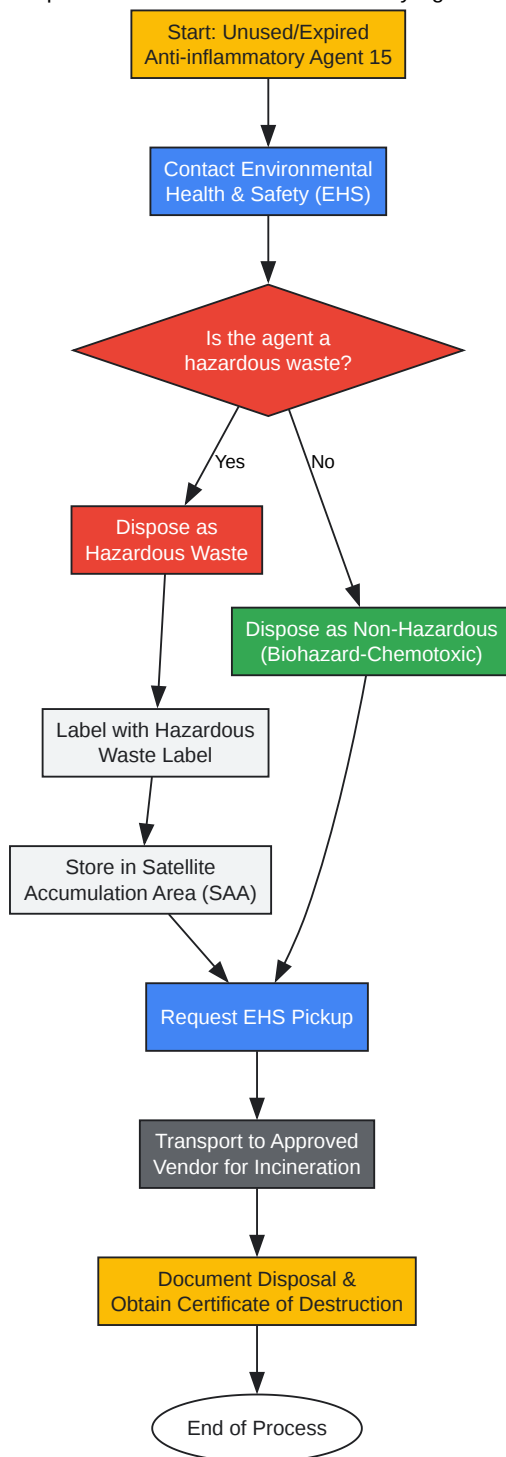 Start: Unused/Expired
Anti-inflammatory Agent 15
Contact Environmental
Health & Safety (EHS)
Is the agent a
hazardous waste?
Yes
No
Dispose as
Hazardous Waste
Dispose as Non-Hazardous
(Biohazard-Chemotoxic)
Label with Hazardous
Waste Label
Store in Satellite
Accumulation Area (SAA)
Request EHS Pickup
Transport to Approved
Vendor for Incineration
Document Disposal &
Obtain Certificate of Destruction
End of Process